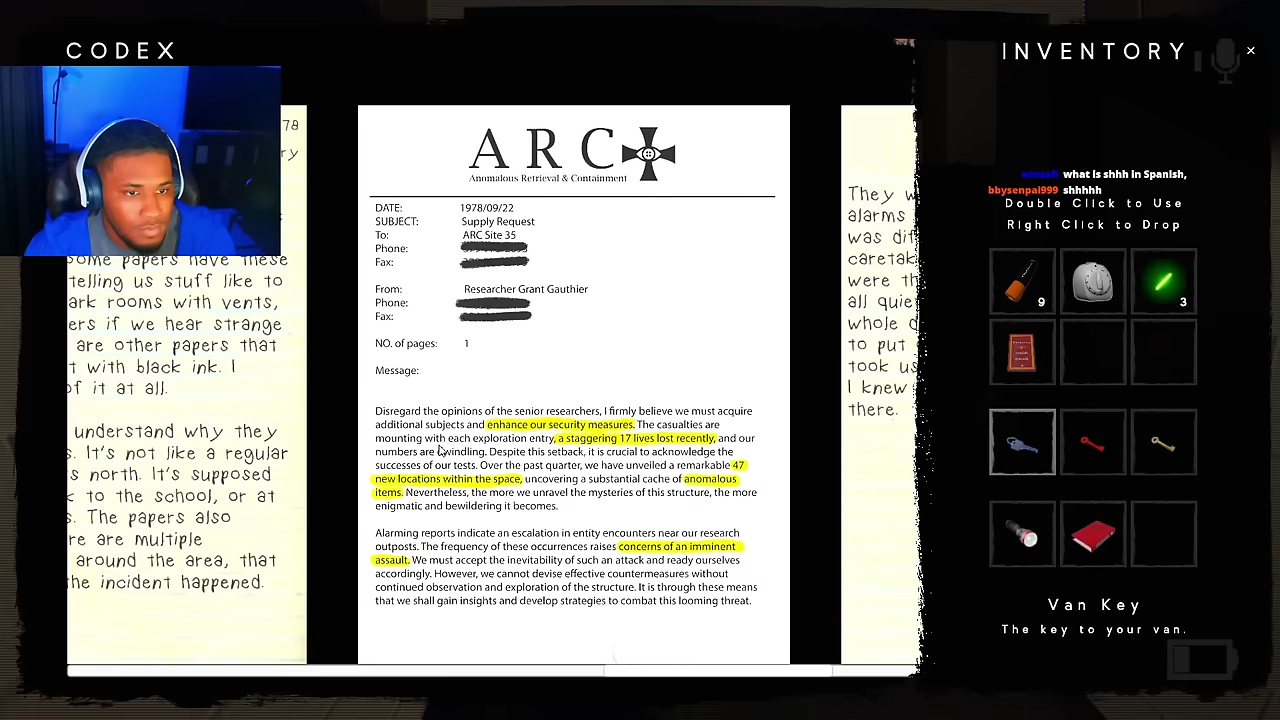 CODEX
INVENTORY
×
78
ry
some papers have these
telling us stuff like to
ark rooms with vents,
ers if we hear strange
are other papers that
t with black ink. I
of it at all.
understand why they
s. It's not like a regular
s north. It's supposed
k to the school, or at
s. The papers also
re are multiple
around the area, that
the incident happened.
ARC
Anomalous Retrieval & Containment
DATE: 1978/09/22
SUBJECT: Supply Request
To: ARC Site 35
Phone:
Fax:
From: Researcher Grant Gauthier
Phone:
Fax:
NO. of pages: 1
Message:
Disregard the opinions of the senior researchers, I firmly believe we must acquire
additional subjects and enhance our security measures. The casualties are
mounting with each exploration entry, a staggering 17 lives lost recently, and our
numbers are dwindling. Despite this setback, it is crucial to acknowledge the
successes of our tests. Over the past quarter, we have unveiled a remarkable 47
new locations within the space, uncovering a substantial cache of anomalous
items. Nevertheless, the more we unravel the mysteries of this structure, the more
enigmatic and bewildering it becomes.
Alarming reports indicate an escalation in entity encounters near our research
outposts. The frequency of these occurrences raises concerns of an imminent
assault. We must accept the inevitability of such an attack and ready ourselves
accordingly. However, we cannot devise effective countermeasures without
continued observation and exploration of the structure. It is through these means
that we shall gain insights and develop strategies to combat this looming threat.
They w
alarms
was dif
caretak
were th
all quie
whole d
to put
took us
I knew
there.
what is shhh in Spanish,
bbysenpai999 shhhhh
Double Click to Use
Right Click to Drop
9
3
Van Key
The key to your van.